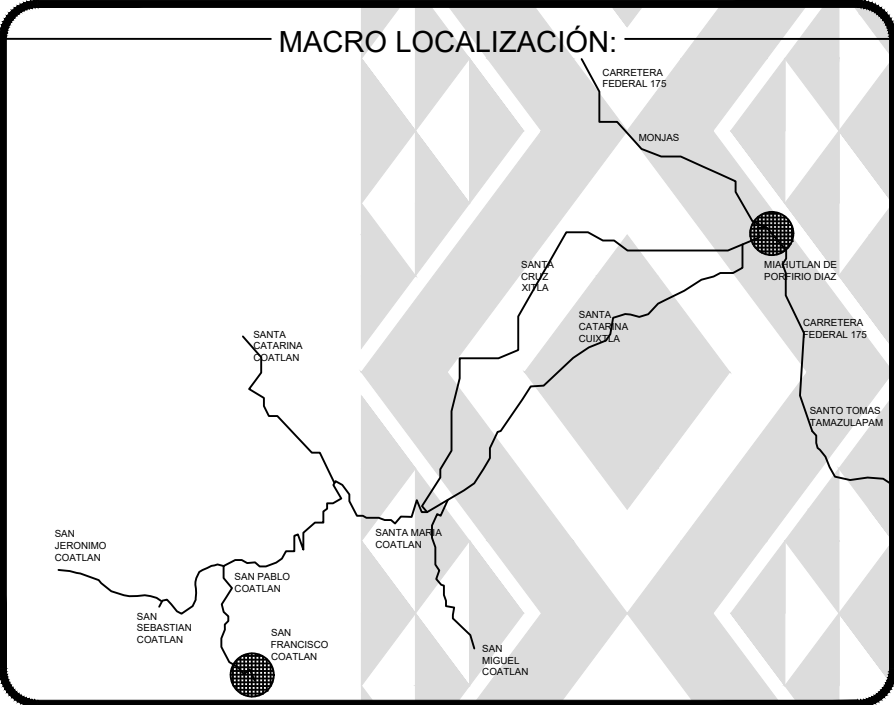 MACRO LOCALIZACIÓN:
CARRETERA
FEDERAL 175
MONJAS
SANTA
CRUZ
XITLA
MIAHUTLAN DE
PORFIRIO DIAZ
SANTA
CATARINA
CUIXTLA
CARRETERA
FEDERAL 175
SANTA
CATARINA
COATLAN
SANTO TOMAS
TAMAZULAPAM
SANTA MARIA
COATLAN
SAN
JERONIMO
COATLAN
SAN PABLO
COATLAN
SAN
SEBASTIAN
COATLAN
SAN
FRANCISCO
COATLAN
SAN
MIGUEL
COATLAN